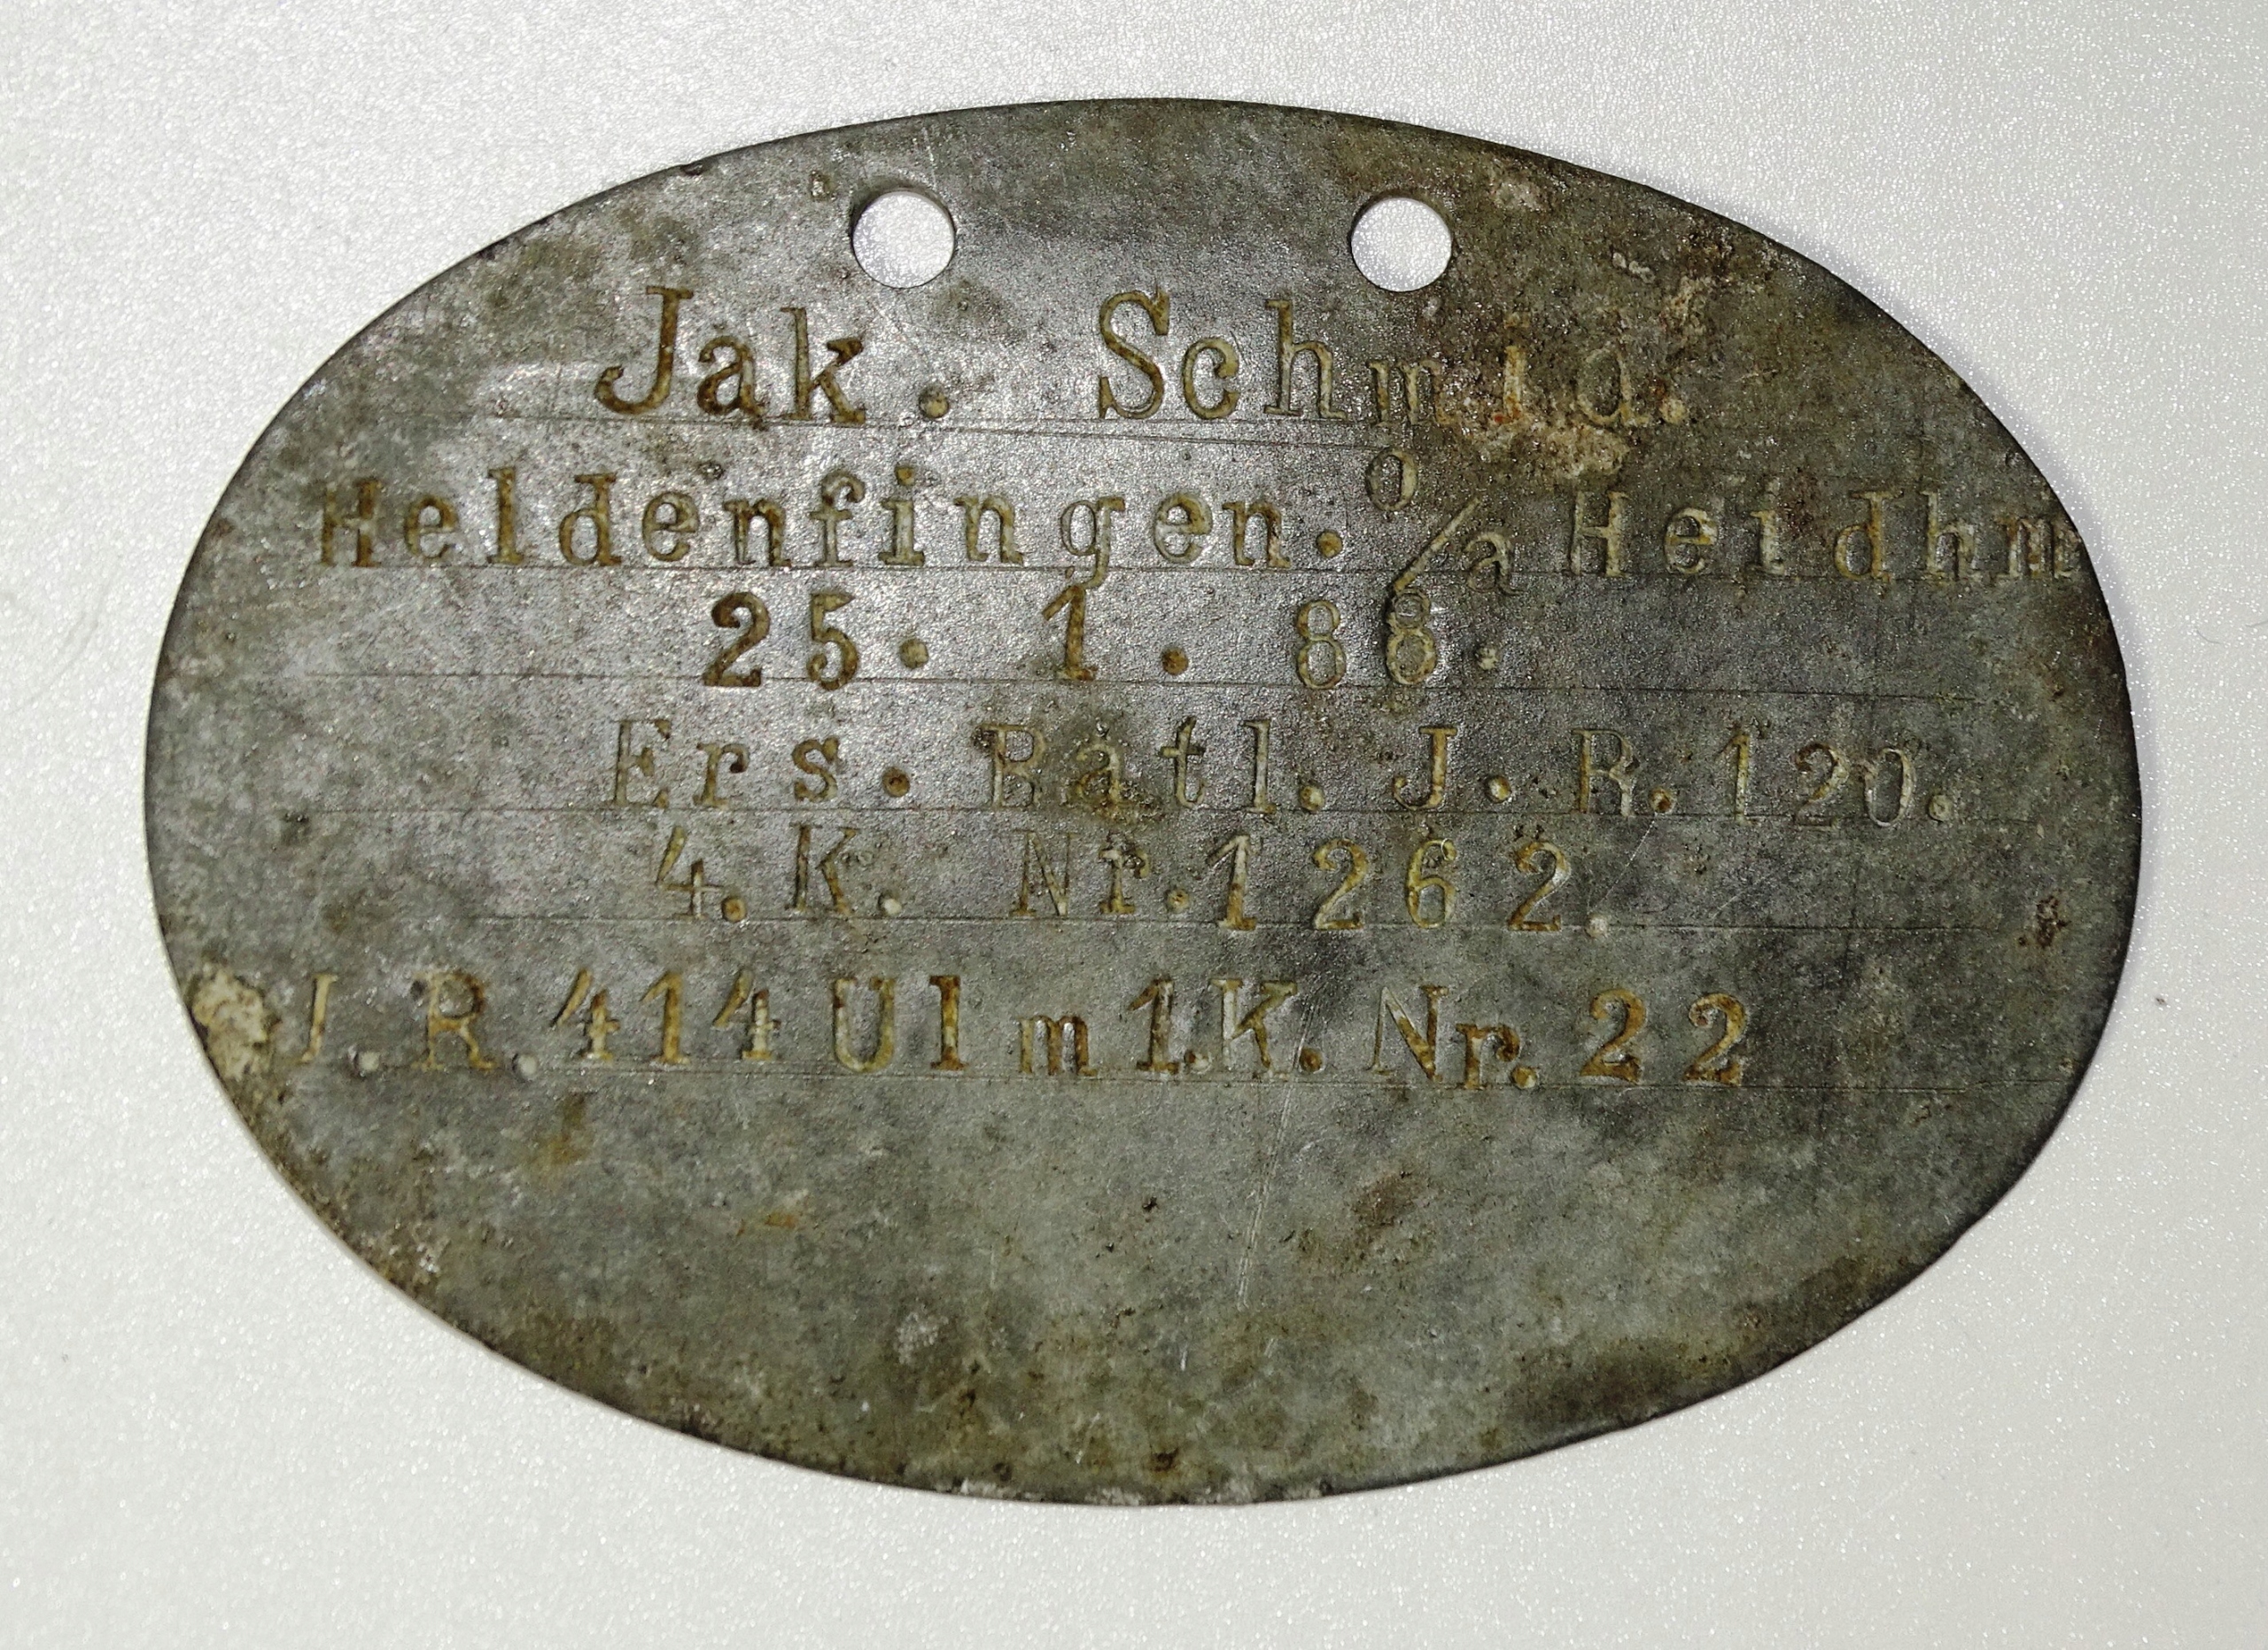 Jak. Schmid.
Heldenfingen. o/a Heidhm
25. 1. 88.
Ers. Batl. J. R. 120.
4. K. Nr. 1262.
J. R. 414 Ulm 1. K. Nr. 22